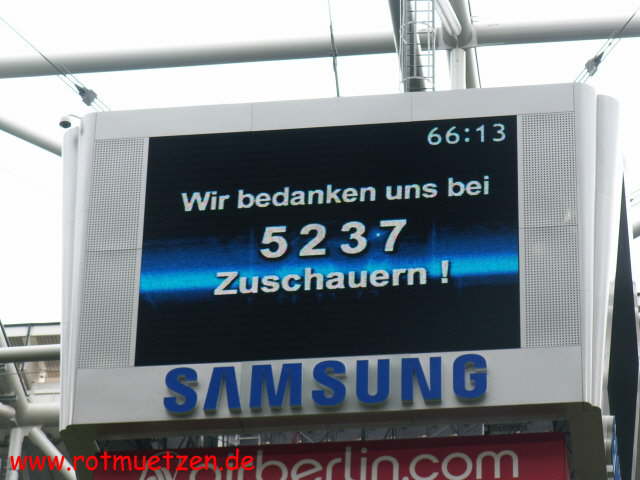 66:13
Wir bedanken uns bei
5237
Zuschauern !
SAMSUNG
www.rotmuetzen.de
airberlin.com